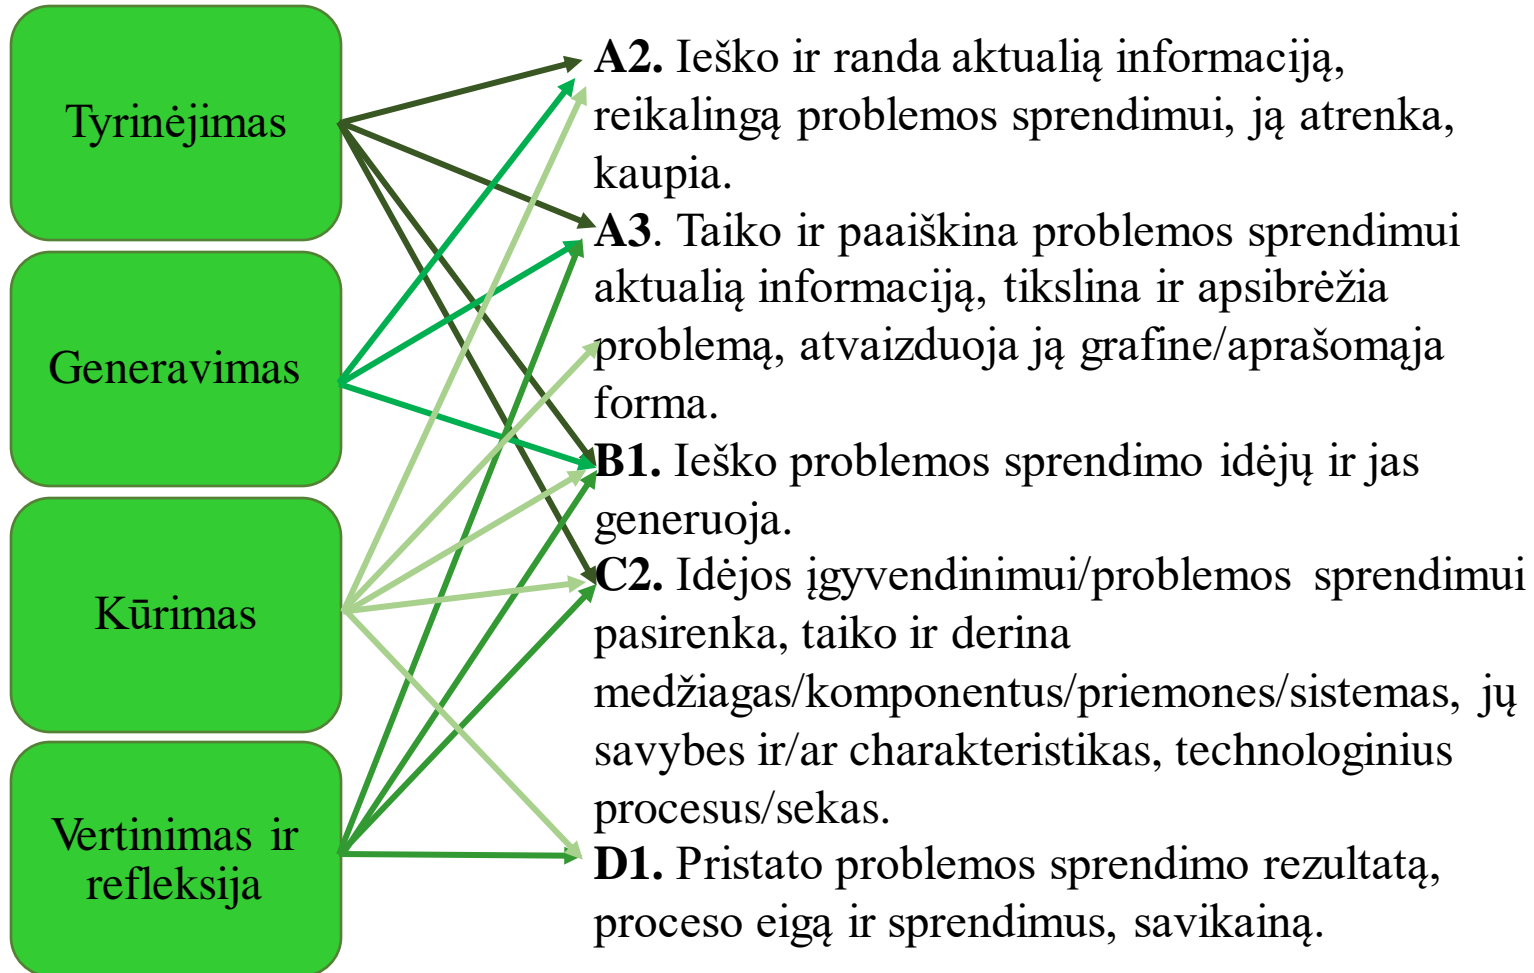 Tyrinėjimas
Generavimas
Kūrimas
Vertinimas ir
refleksija
A2. Ieško ir randa aktualią informaciją,
reikalingą problemos sprendimui, ją atrenka,
kaupia.
A3. Taiko ir paaiškina problemos sprendimui
aktualią informaciją, tikslina ir apsibrėžia
problemą, atvaizduoja ją grafine/aprašomąja
forma.
B1. Ieško problemos sprendimo idėjų ir jas
generuoja.
C2. Idėjos įgyvendinimui/problemos sprendimui
pasirenka, taiko ir derina
medžiagas/komponentus/priemones/sistemas, jų
savybes ir/ar charakteristikas, technologinius
procesus/sekas.
D1. Pristato problemos sprendimo rezultatą,
proceso eigą ir sprendimus, savikainą.